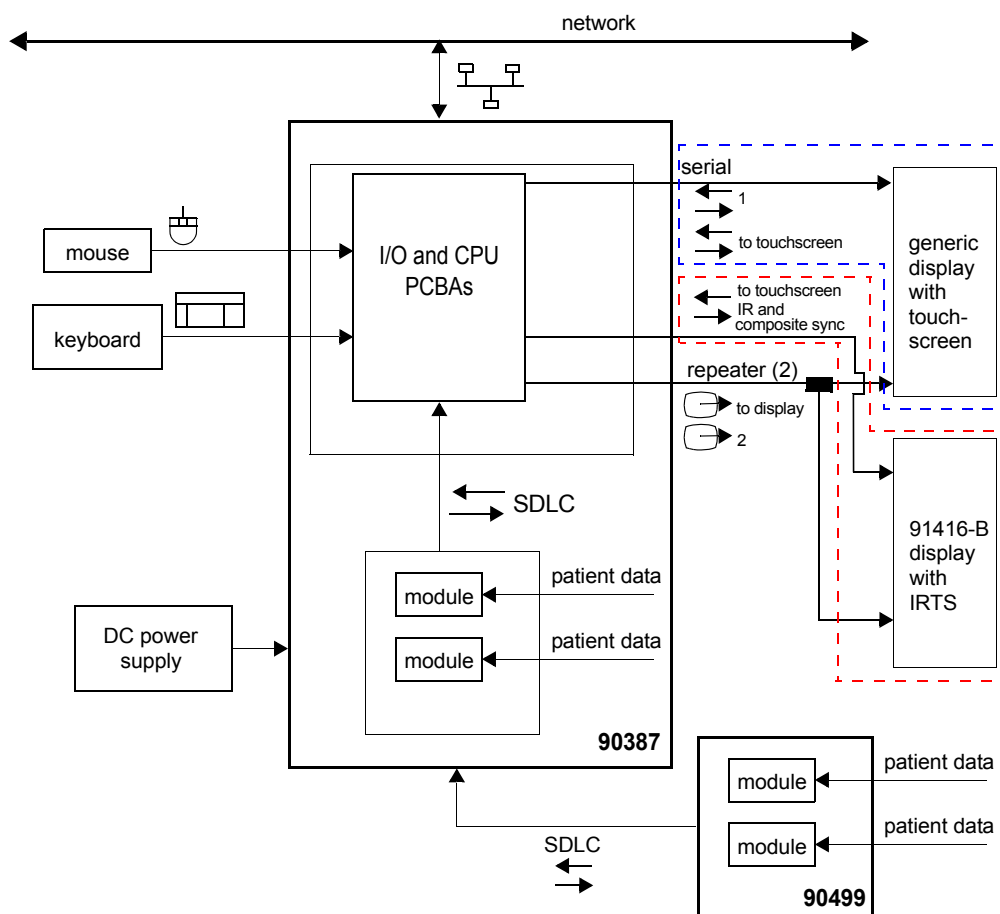 network
serial
1
to touchscreen
generic
display
with
touch-
screen
mouse
I/O and CPU
PCBAs
keyboard
to touchscreen
IR and
composite sync
repeater (2)
to display
2
SDLC
91416-B
display
with
IRTS
module
patient data
module
patient data
DC power
supply
90387
module
patient data
module
patient data
SDLC
90499